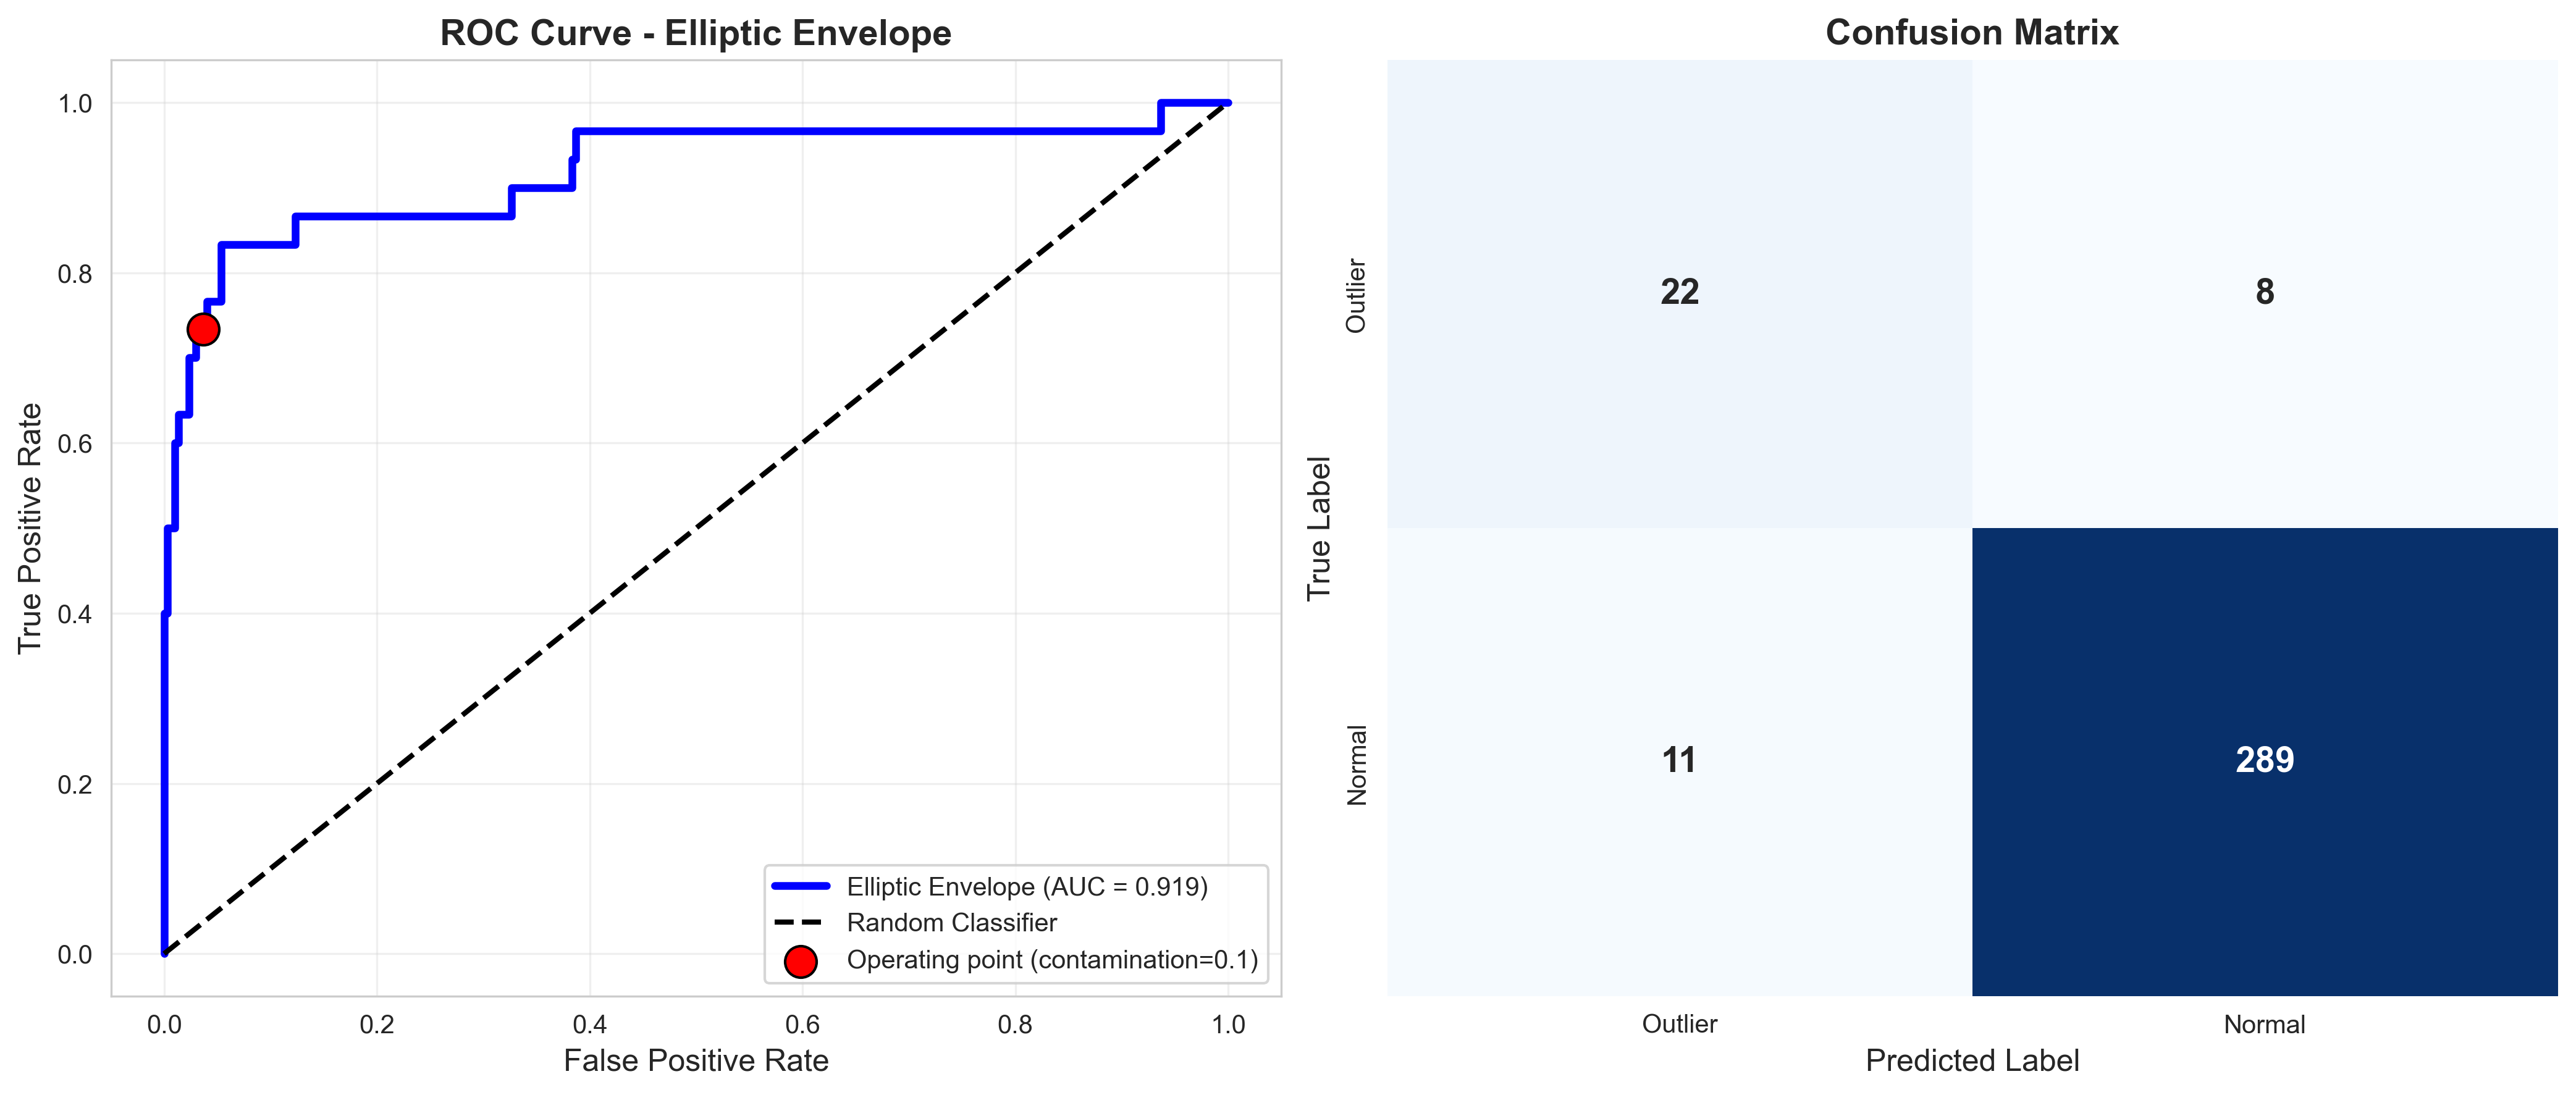 ROC Curve - Elliptic Envelope
True Positive Rate
1.0
0.8
0.6
0.4
0.2
0.0
0.0 0.2 0.4 0.6 0.8 1.0
False Positive Rate
Elliptic Envelope (AUC = 0.919)
Random Classifier
Operating point (contamination=0.1)
Confusion Matrix
True Label
Outlier
Normal
22 8
11 289
Outlier Normal
Predicted Label